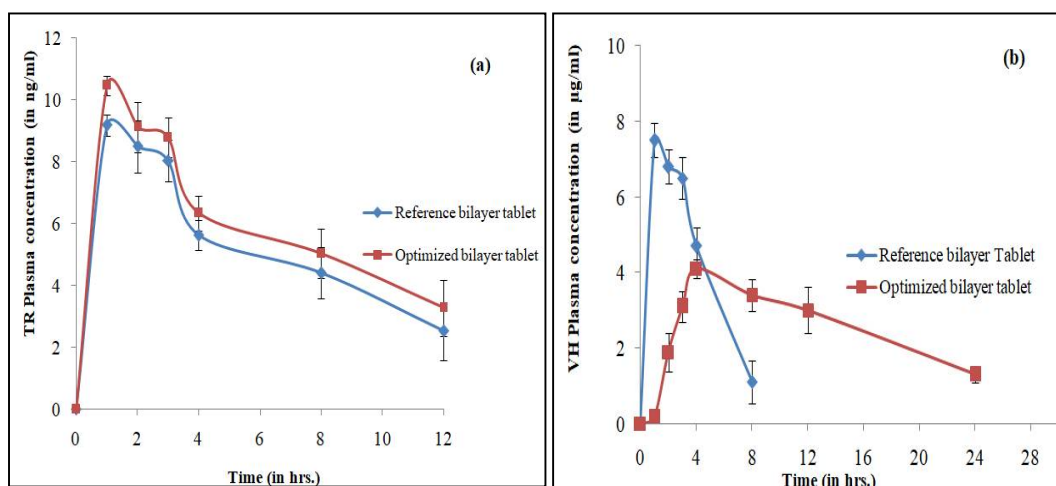 TR Plasma concentration (in ng/ml)
12
10
8
6
4
2
0
(a)
Reference bilayer tablet
Optimized bilayer tablet
0 2 4 6 8 10 12
Time (in hrs.)
VH Plasma concentration (in µg/ml)
10
8
6
4
2
0
(b)
Reference bilayer Tablet
Optimized bilayer tablet
0 4 8 12 16 20 24 28
Time (in hrs.)